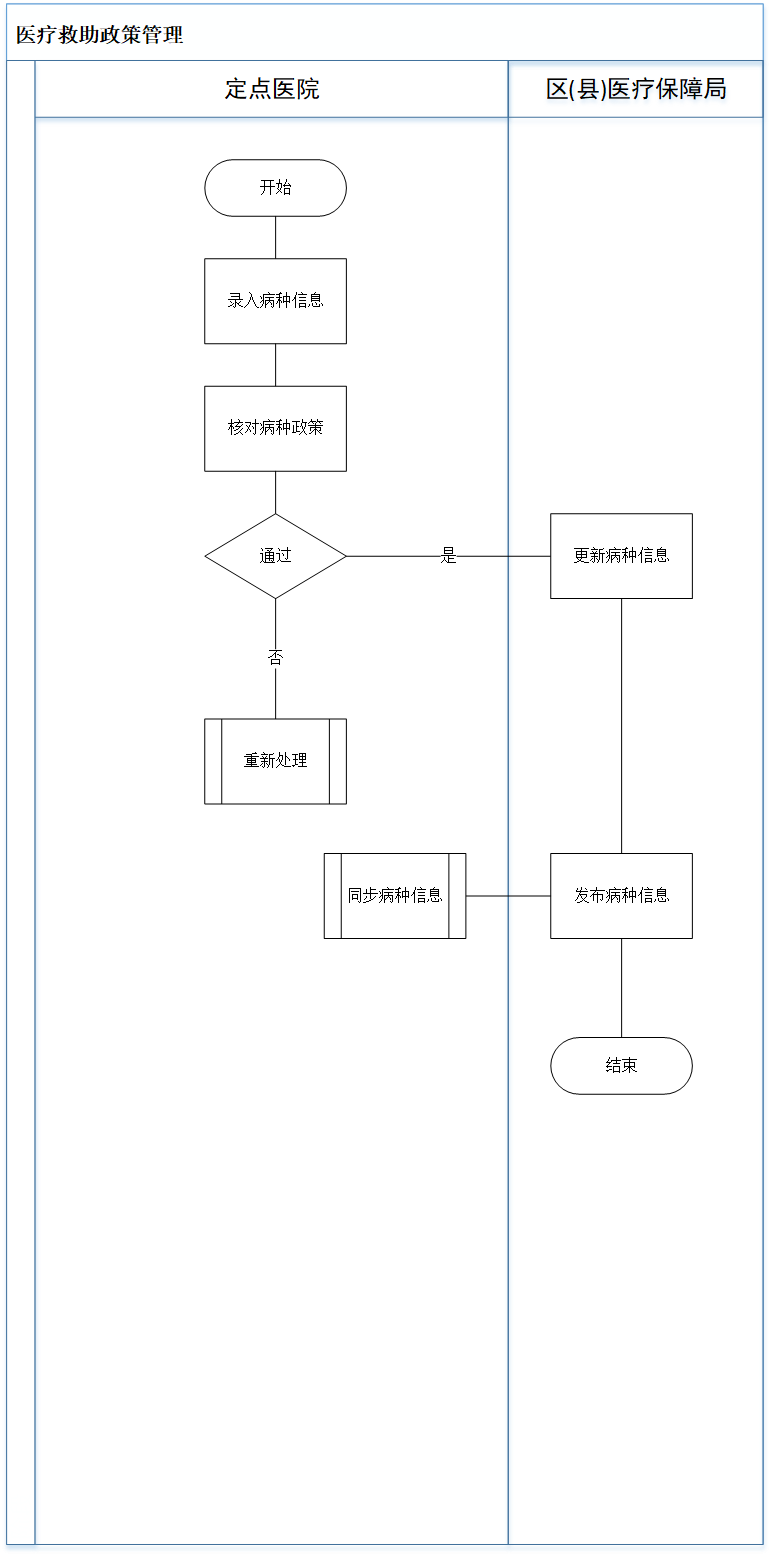 医疗救助政策管理
定点医院
区(县)医疗保障局
开始
录入病种信息
核对病种政策
通过
是
更新病种信息
否
重新处理
同步病种信息
发布病种信息
结束